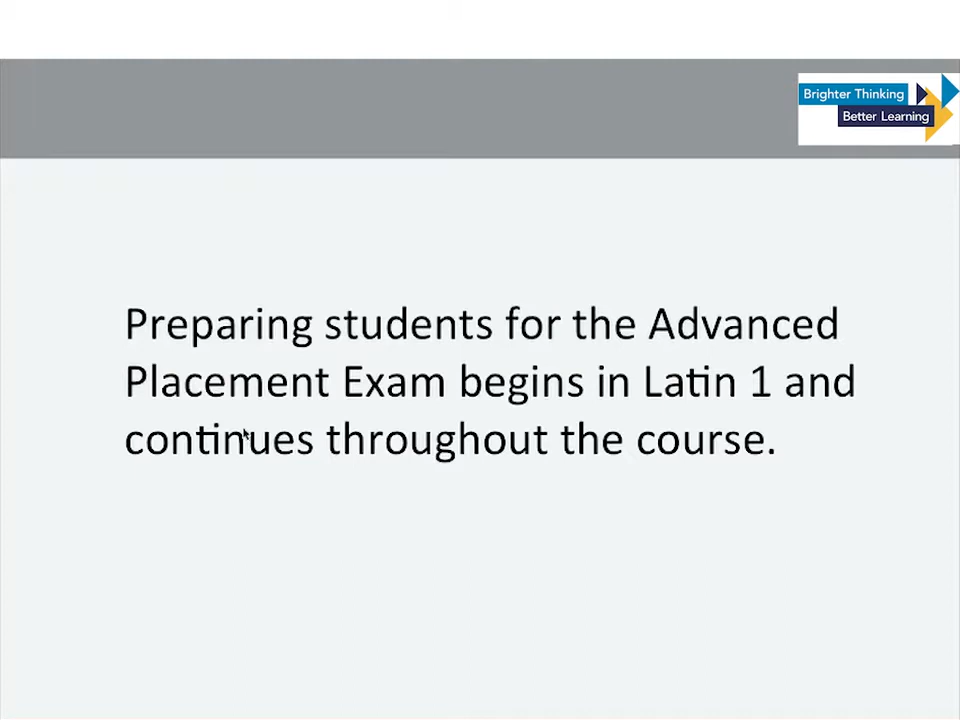 Brighter Thinking
Better Learning
Preparing students for the Advanced
Placement Exam begins in Latin 1 and
continues throughout the course.